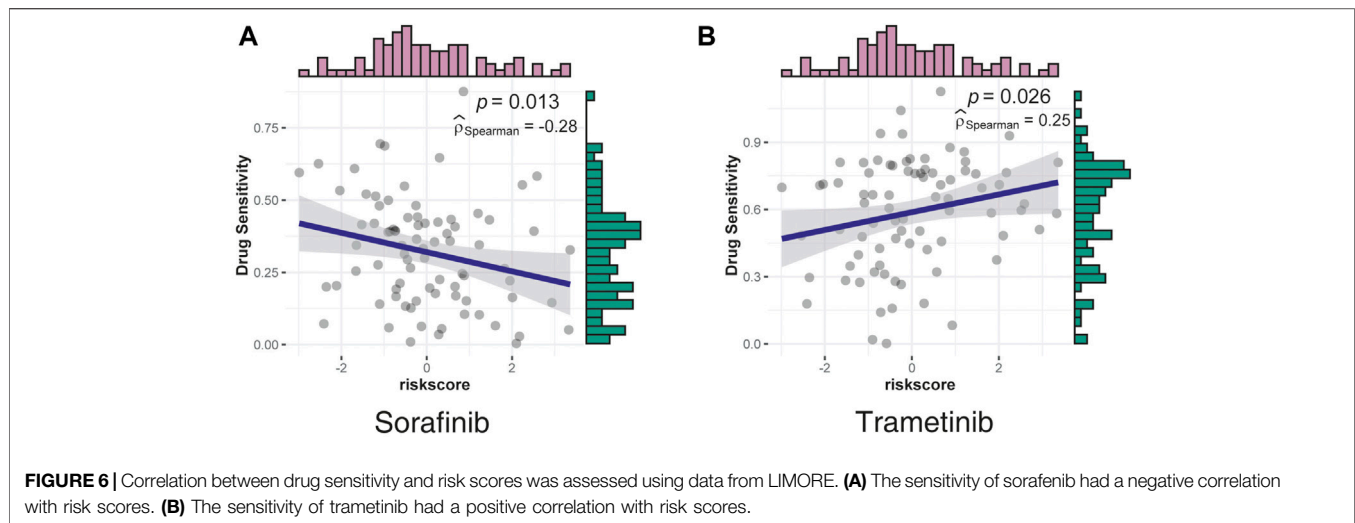 A
B
p = 0.013
ρ̂Spearman = -0.28
p = 0.026
ρ̂Spearman = 0.25
Drug Sensitivity
0.75
0.50
0.25
0.00
-2 0 2
riskscore
Sorafinib
Drug Sensitivity
0.9
0.6
0.3
0.0
-2 0 2
riskscore
Trametinib
FIGURE 6 | Correlation between drug sensitivity and risk scores was assessed using data from LIMORE. (A) The sensitivity of sorafenib had a negative correlation
with risk scores. (B) The sensitivity of trametinib had a positive correlation with risk scores.